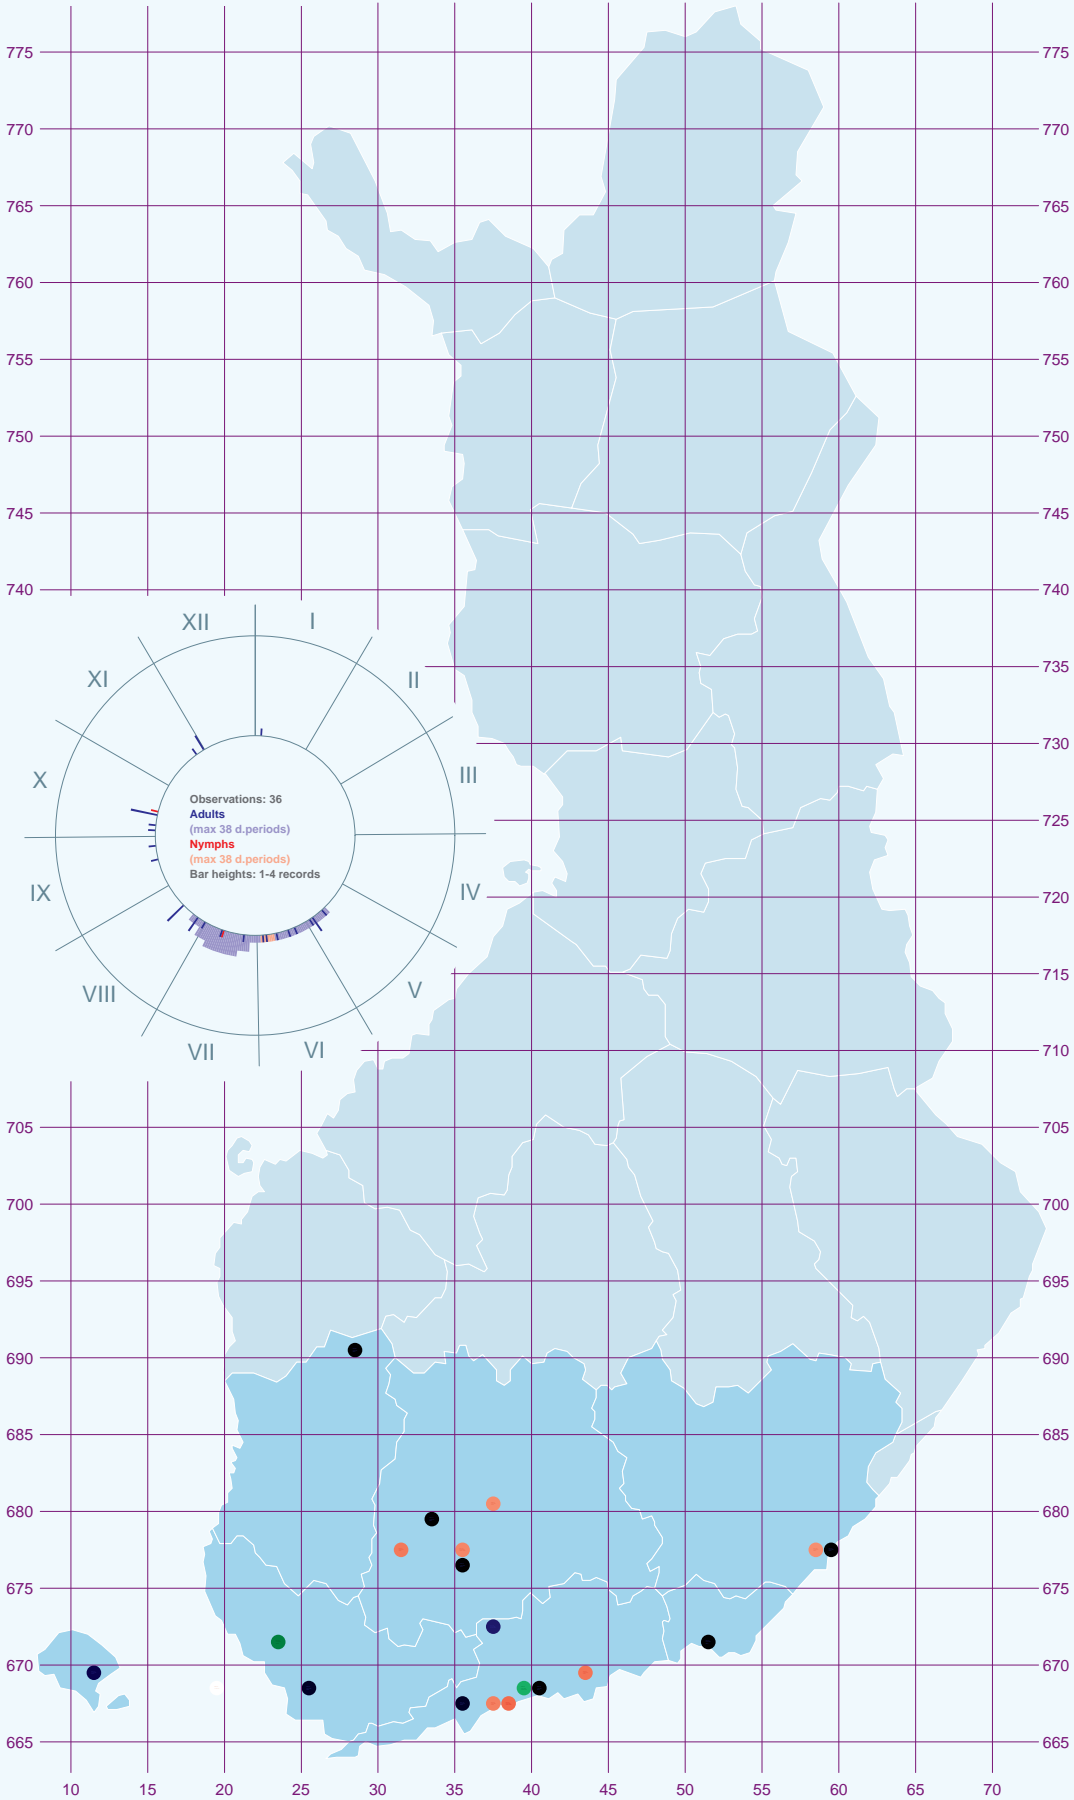 775 775
770 770
765 765
760 760
755 755
750 750
745 745
740 740
XII I
XI II
735
730
X III
725
Observations: 36
Adults
(max 38 d.periods)
Nymphs
(max 38 d.periods)
Bar heights: 1-4 records
IX IV
720
VIII V
715
VII VI
710
705 705
700 700
695 695
690 690
685 685
680 680
675 675
670 670
665 665
10 15 20 25 30 35 40 45 50 55 60 65 70